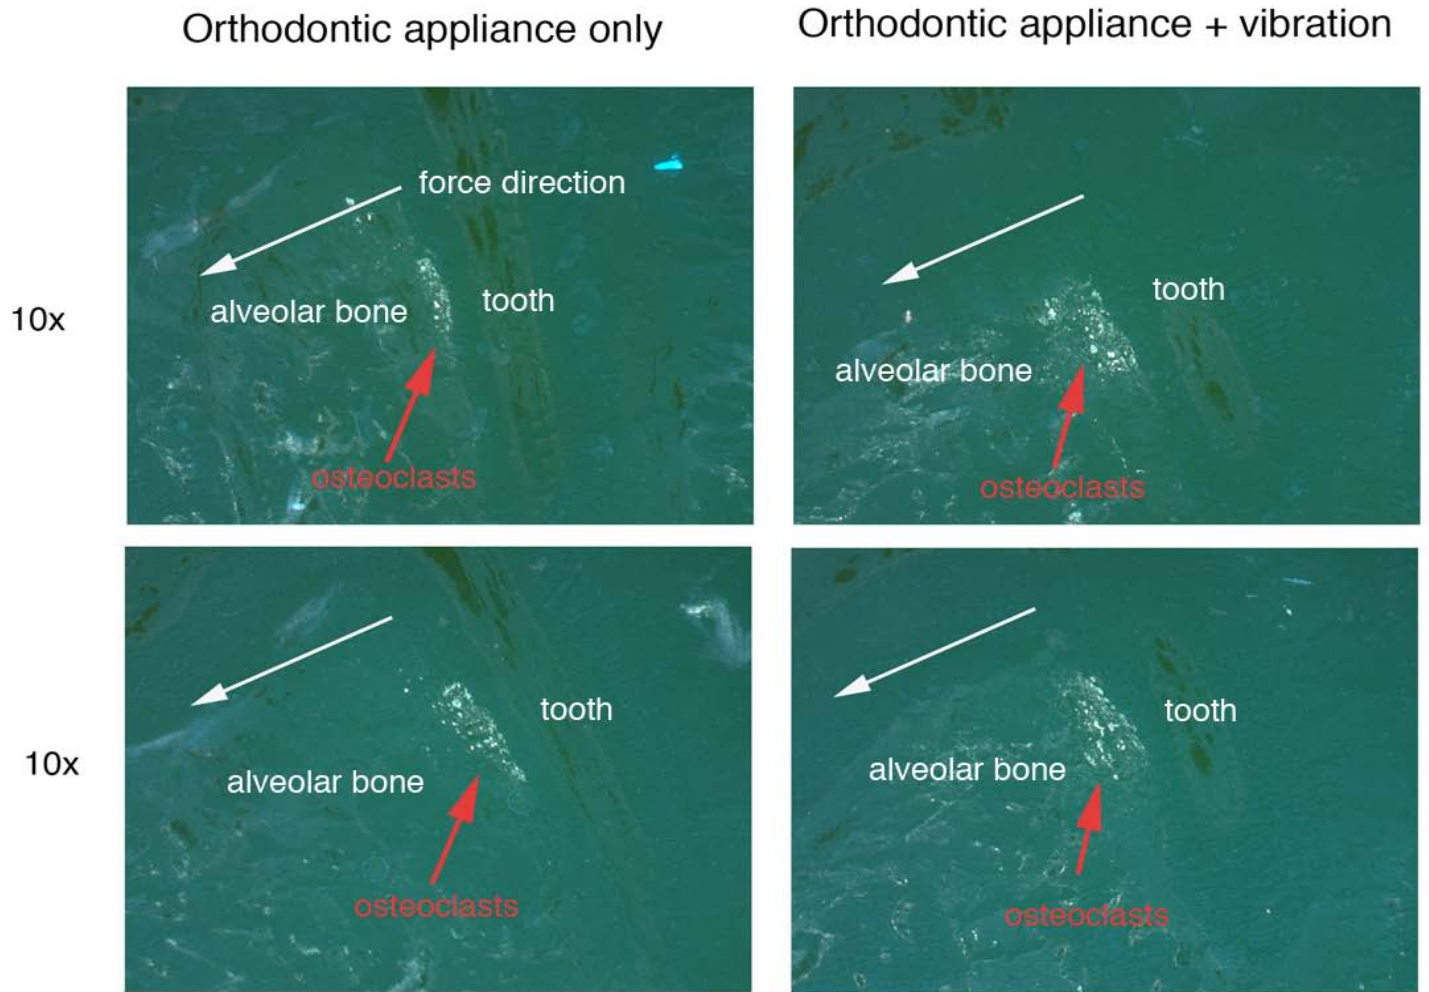 Orthodontic appliance only
Orthodontic appliance + vibration
10x
force direction
alveolar bone
tooth
osteoclasts
tooth
alveolar bone
osteoclasts
10x
tooth
alveolar bone
osteoclasts
tooth
alveolar bone
osteoclasts